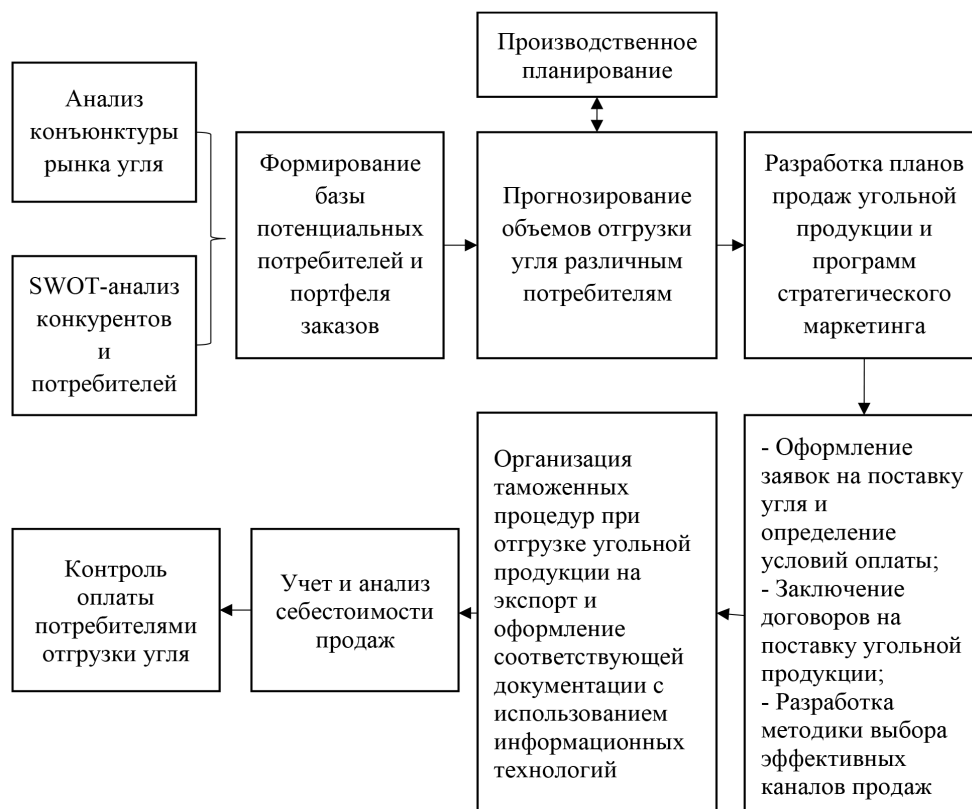 Производственное
планирование
Анализ
конъюнктуры
рынка угля
SWOT-анализ
конкурентов
и
потребителей
Формирование
базы
потенциальных
потребителей и
портфеля
заказов
Прогнозирование
объемов отгрузки
угля различным
потребителям
Разработка планов
продаж угольной
продукции и
программ
стратегического
маркетинга
- Оформление
заявок на поставку
угля и
определение
условий оплаты;
- Заключение
договоров на
поставку угольной
продукции;
- Разработка
методики выбора
эффективных
каналов продаж
Организация
таможенных
процедур при
отгрузке угольной
продукции на
экспорт и
оформление
соответствующей
документации с
использованием
информационных
технологий
Учет и анализ
себестоимости
продаж
Контроль
оплаты
потребителями
отгрузки угля